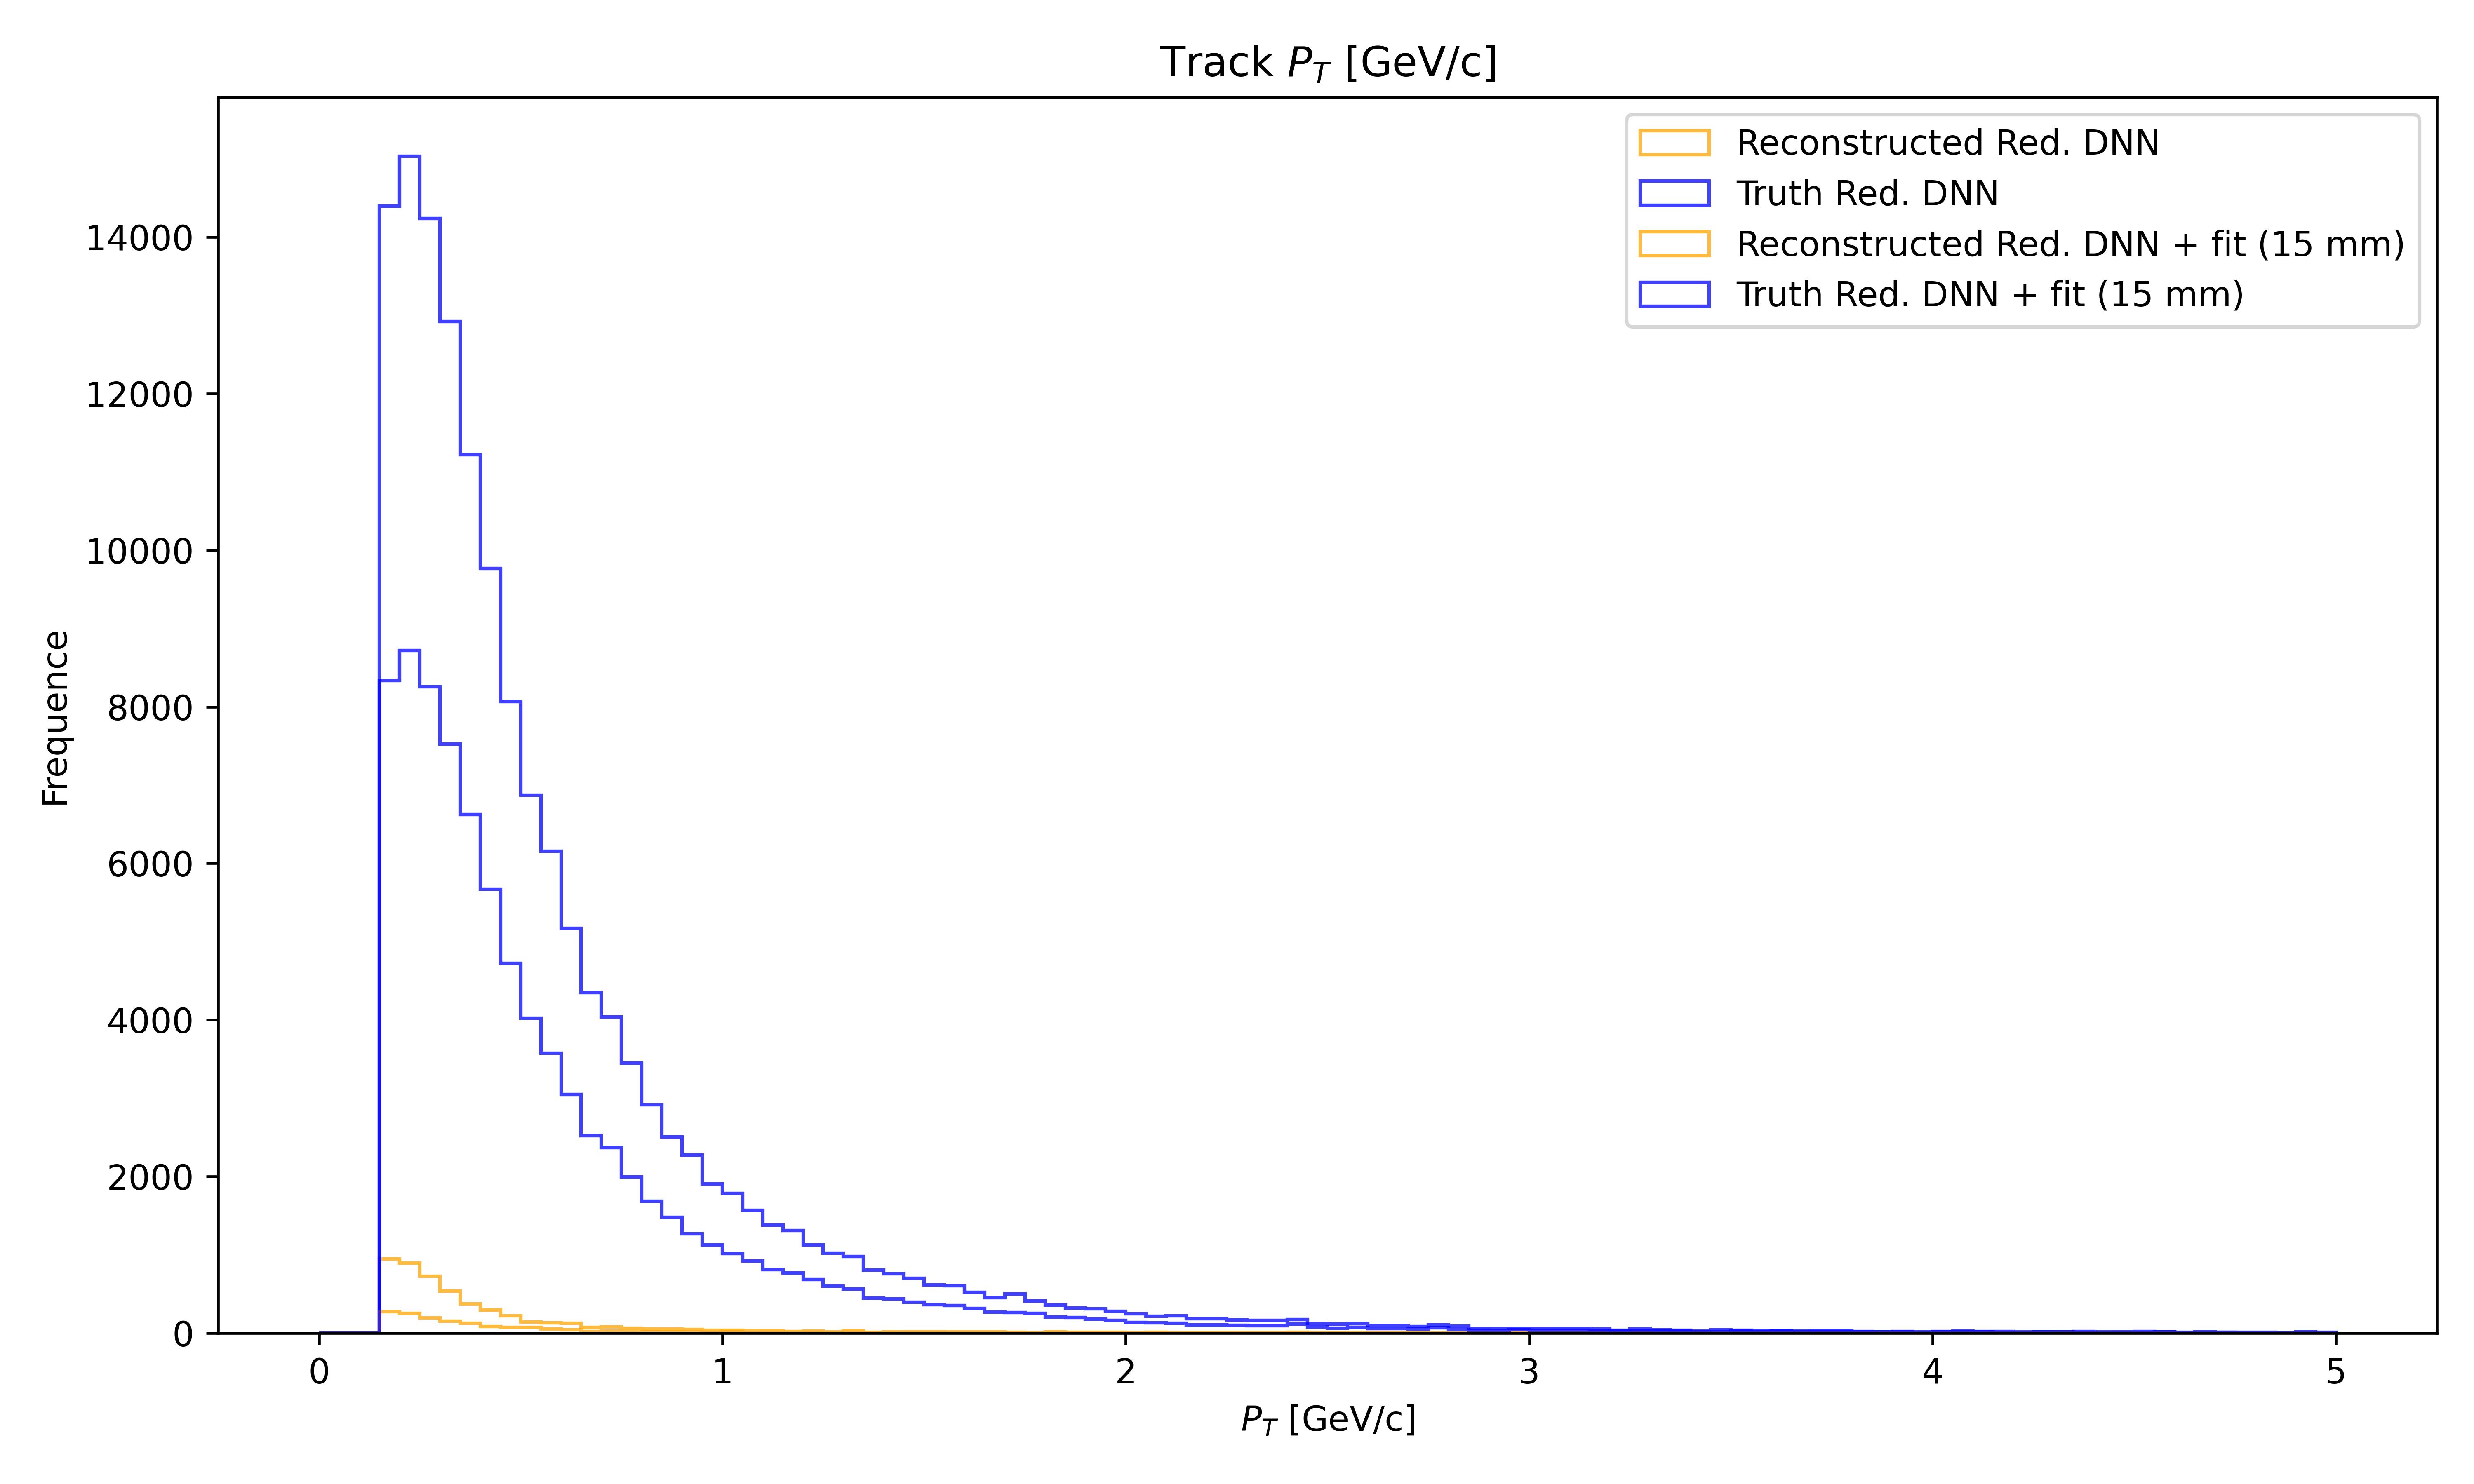 Track P_T [GeV/c]
Reconstructed Red. DNN
Truth Red. DNN
Reconstructed Red. DNN + fit (15 mm)
Truth Red. DNN + fit (15 mm)
Frequence
14000
12000
10000
8000
6000
4000
2000
0
0 1 2 3 4 5
P_T [GeV/c]